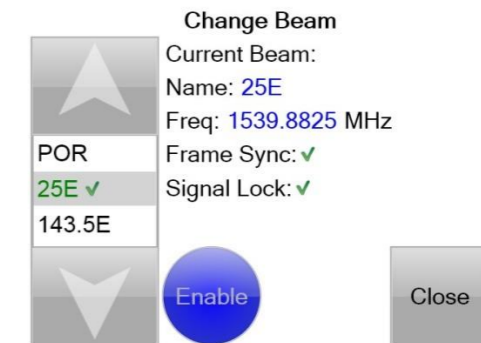 Change Beam
Current Beam:
Name: 25E
Freq: 1539.8825 MHz
POR
Frame Sync: ✓
25E ✓
Signal Lock: ✓
143.5E
Enable
Close